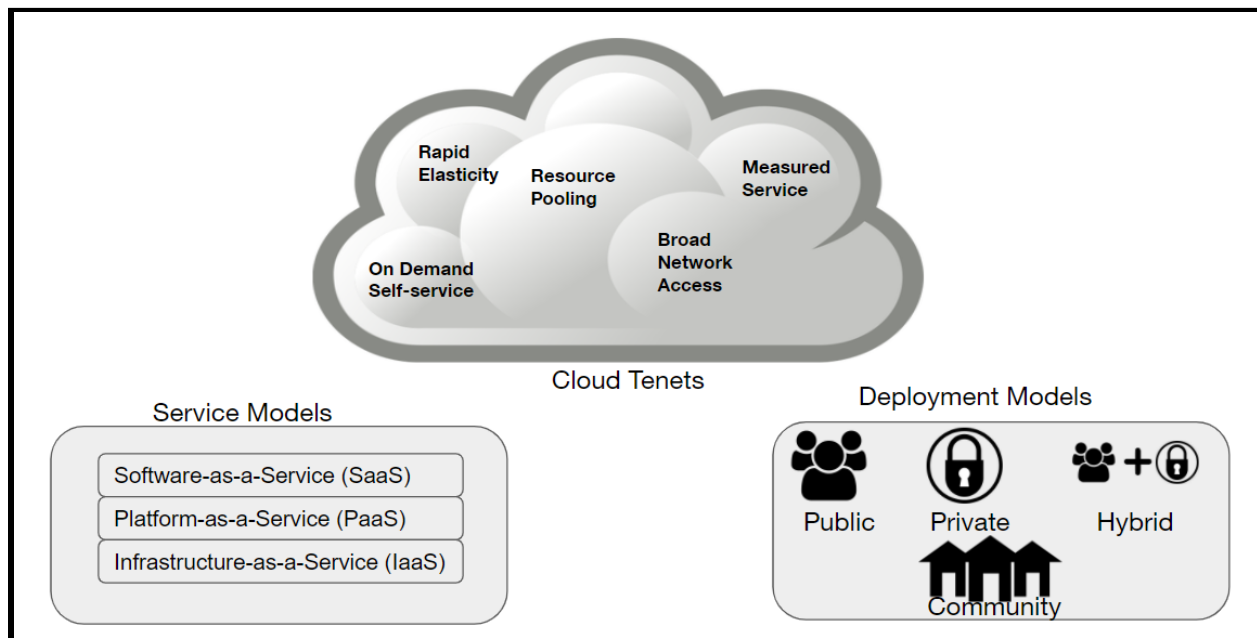 Rapid
Elasticity
Resource
Pooling
Measured
Service
On Demand
Self-service
Broad
Network
Access
Cloud Tenets
Service Models
Software-as-a-Service (SaaS)
Platform-as-a-Service (PaaS)
Infrastructure-as-a-Service (IaaS)
Deployment Models
Public
Private
Hybrid
Community